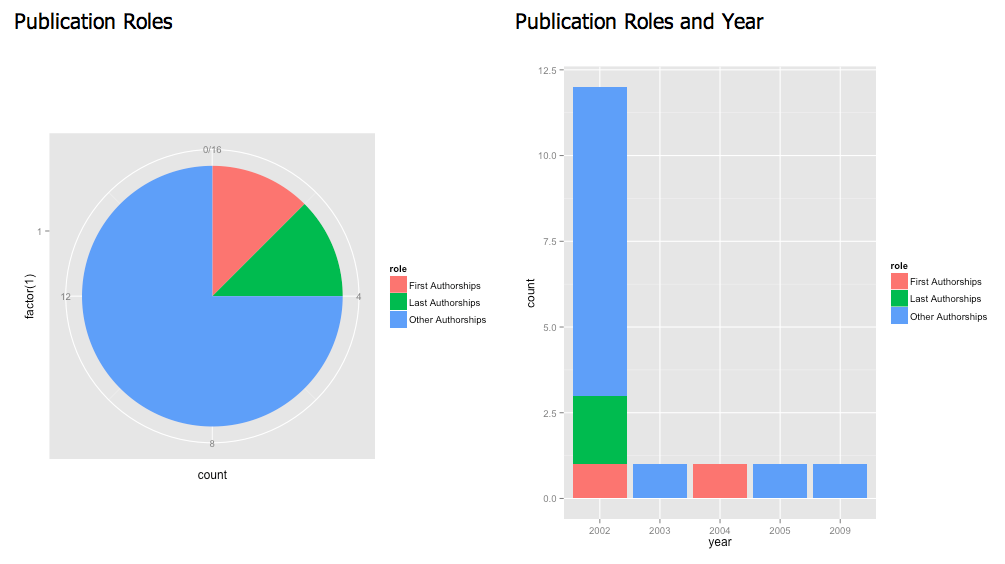 Publication Roles
0/16
1
12
4
8
factor(1)
count
role
First Authorships
Last Authorships
Other Authorships
Publication Roles and Year
12.5
10.0
7.5
5.0
2.5
0.0
count
2002 2003 2004 2005 2009
year
role
First Authorships
Last Authorships
Other Authorships